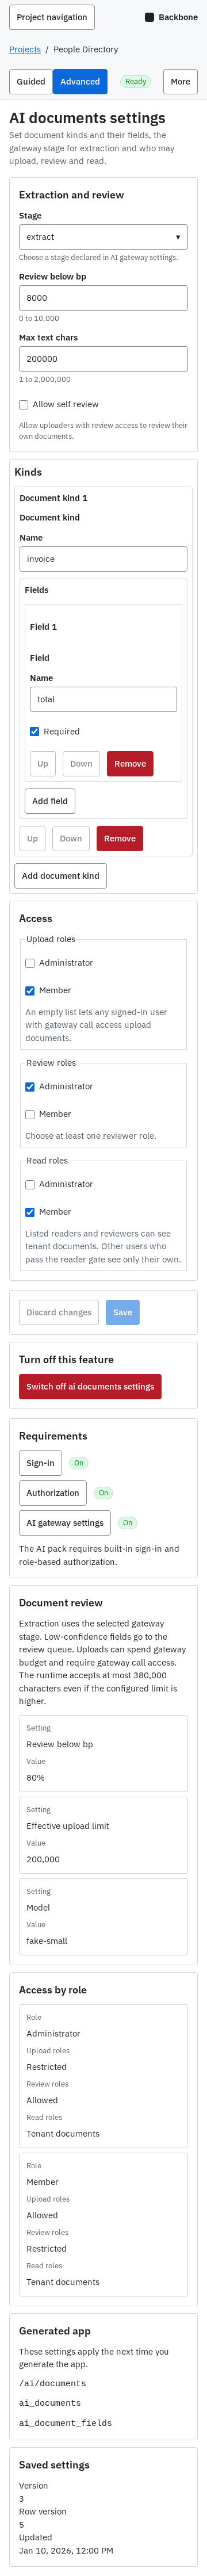 Project navigation
Backbone
Projects / People Directory
Guided
Advanced
Ready
More
AI documents settings
Set document kinds and their fields, the
gateway stage for extraction and who may
upload, review and read.
Extraction and review
Stage
extract
Choose a stage declared in AI gateway settings.
Review below bp
8000
0 to 10,000
Max text chars
200000
1 to 2,000,000
Allow self review
Allow uploaders with review access to review their
own documents.
Kinds
Document kind 1
Document kind
Name
invoice
Fields
Field 1
Field
Name
total
Required
Up
Down
Remove
Add field
Up
Down
Remove
Add document kind
Access
Upload roles
Administrator
Member
An empty list lets any signed-in user
with gateway call access upload
documents.
Review roles
Administrator
Member
Choose at least one reviewer role.
Read roles
Administrator
Member
Listed readers and reviewers can see
tenant documents. Other users who
pass the reader gate see only their own.
Discard changes
Save
Turn off this feature
Switch off ai documents settings
Requirements
Sign-in
On
Authorization
On
AI gateway settings
On
The AI pack requires built-in sign-in and
role-based authorization.
Document review
Extraction uses the selected gateway
stage. Low-confidence fields go to the
review queue. Uploads can spend gateway
budget and require gateway call access.
The runtime accepts at most 380,000
characters even if the configured limit is
higher.
Setting
Review below bp
Value
80%
Setting
Effective upload limit
Value
200,000
Setting
Model
Value
fake-small
Access by role
Role
Administrator
Upload roles
Restricted
Review roles
Allowed
Read roles
Tenant documents
Role
Member
Upload roles
Allowed
Review roles
Restricted
Read roles
Tenant documents
Generated app
These settings apply the next time you
generate the app.
/ai/documents
ai_documents
ai_document_fields
Saved settings
Version
3
Row version
5
Updated
Jan 10, 2026, 12:00 PM